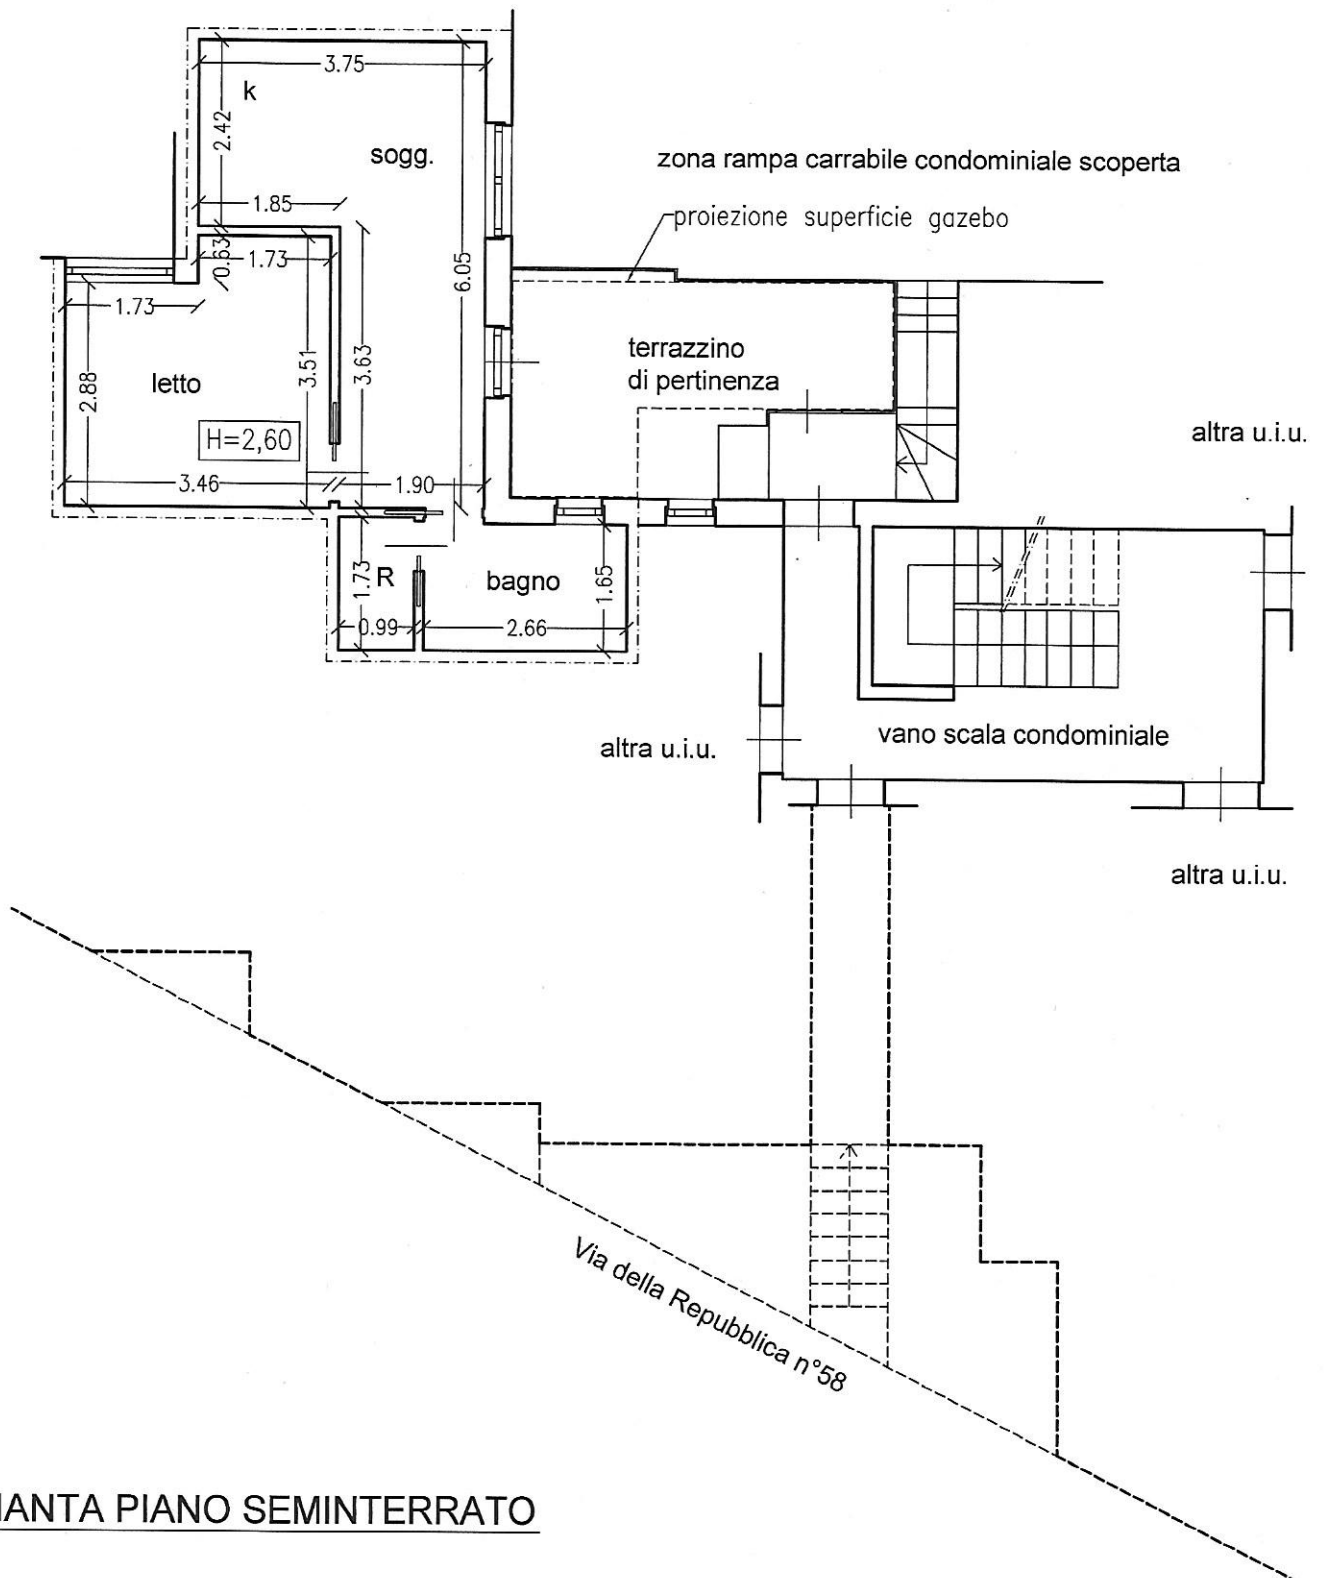 3.75
k
2.42
sogg.
zona rampa carrabile condominiale scoperta
1.85
proiezione superficie gazebo
0.63
1.73
6.05
1.73
terrazzino
di pertinenza
letto
2.88
3.51
3.63
H=2,60
altra u.i.u.
3.46
1.90
R
1.73
bagno
1.65
0.99
2.66
vano scala condominiale
altra u.i.u.
altra u.i.u.
Via della Repubblica n°58
IANTA PIANO SEMINTERRATO